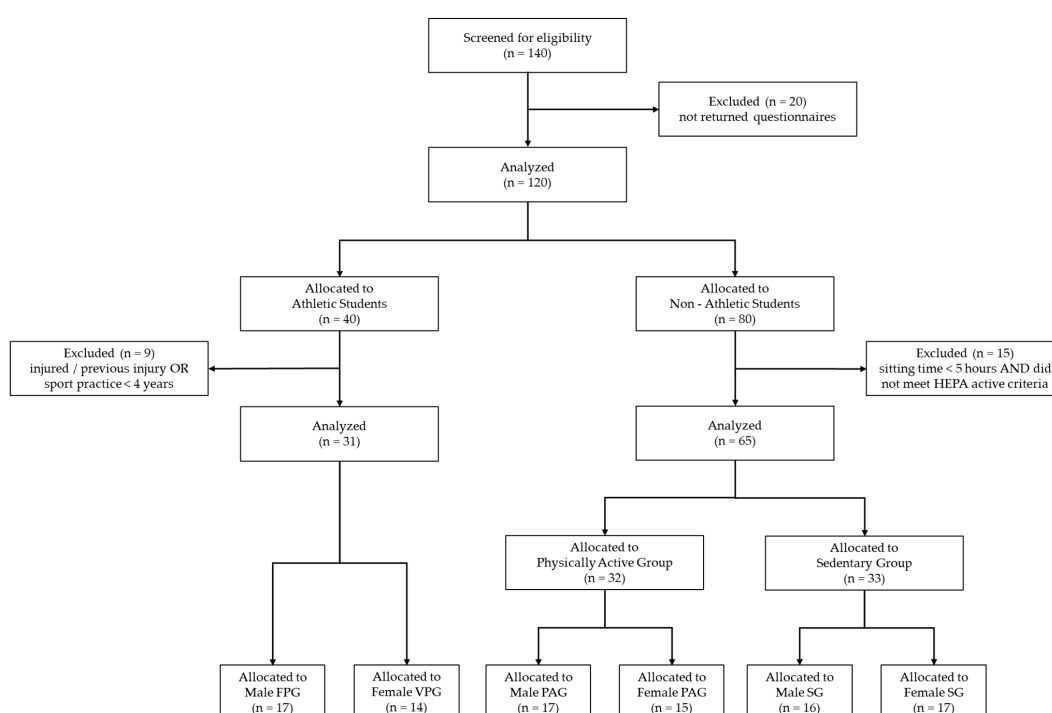 Screened for eligibility
(n = 140)
Excluded (n = 20)
not returned questionnaires
Analyzed
(n = 120)
Allocated to
Athletic Students
(n = 40)
Allocated to
Non - Athletic Students
(n = 80)
Excluded (n = 9)
injured / previous injury OR
sport practice < 4 years
Excluded (n = 15)
sitting time < 5 hours AND did
not meet HEPA active criteria
Analyzed
(n = 31)
Analyzed
(n = 65)
Allocated to
Physically Active Group
(n = 32)
Allocated to
Sedentary Group
(n = 33)
Allocated to
Male FPG
(n = 17)
Allocated to
Female VPG
(n = 14)
Allocated to
Male PAG
(n = 17)
Allocated to
Female PAG
(n = 15)
Allocated to
Male SG
(n = 16)
Allocated to
Female SG
(n = 17)